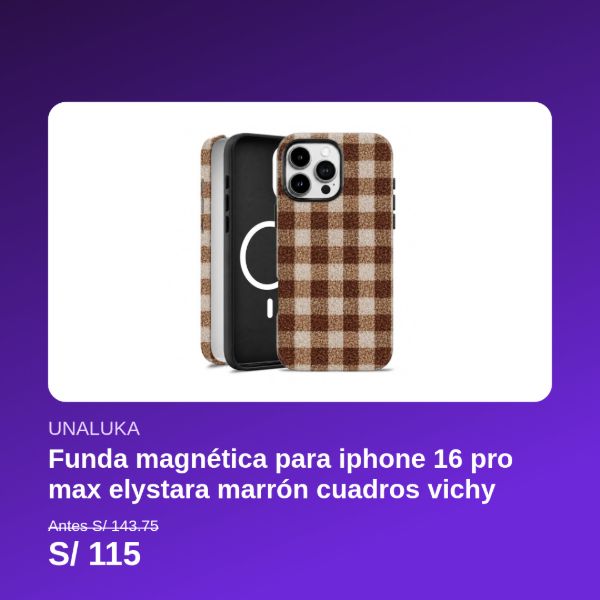 UNALUKA
Funda magnética para iphone 16 pro
max elystara marrón cuadros vichy
Antes S/ 143.75
S/ 115